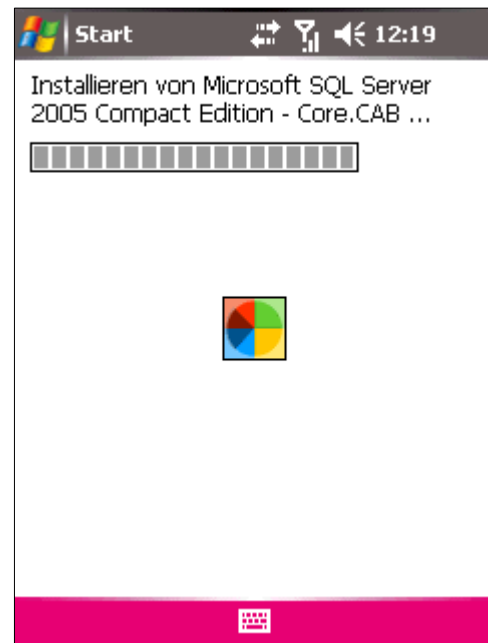 Start 12:19
Installieren von Microsoft SQL Server
2005 Compact Edition - Core.CAB ...